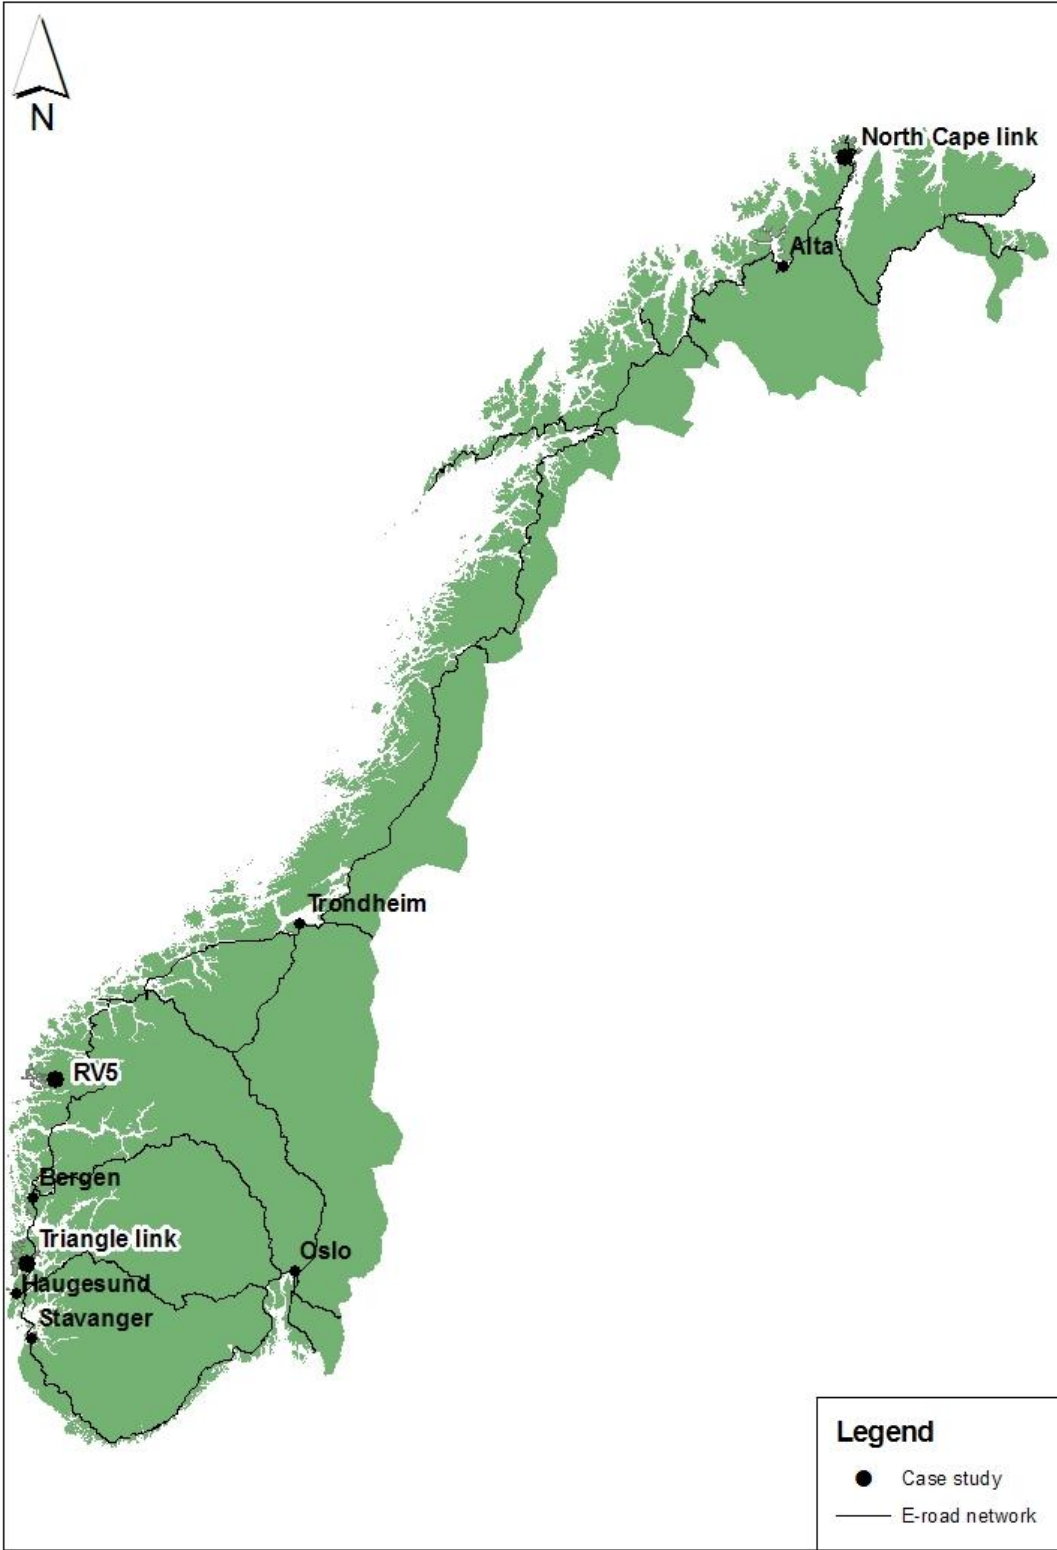 N
North Cape link
Alta
Trondheim
RV5
Bergen
Triangle link
Oslo
Haugesund
Stavanger
Legend
Case study
E-road network